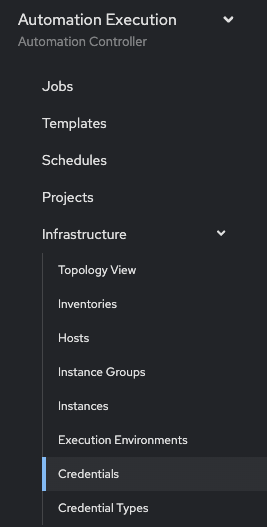 Automation Execution
Automation Controller
Jobs
Templates
Schedules
Projects
Infrastructure
Topology View
Inventories
Hosts
Instance Groups
Instances
Execution Environments
Credentials
Credential Types